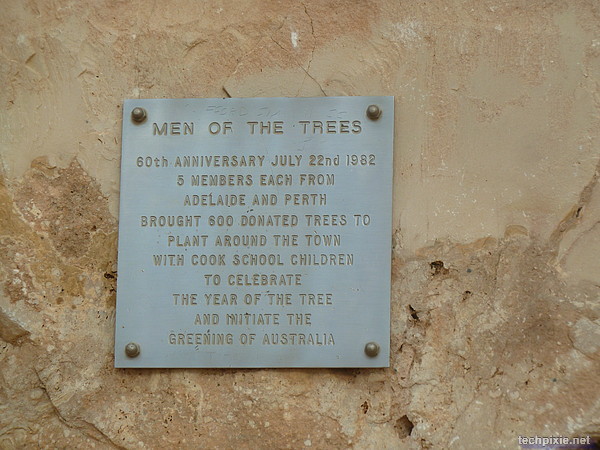 MEN OF THE TREES
60th ANNIVERSARY JULY 22nd 1982
5 MEMBERS EACH FROM
ADELAIDE AND PERTH
BROUGHT 600 DONATED TREES TO
PLANT AROUND THE TOWN
WITH COOK SCHOOL CHILDREN
TO CELEBRATE
THE YEAR OF THE TREE
AND INITIATE THE
GREENING OF AUSTRALIA
techpixie.net